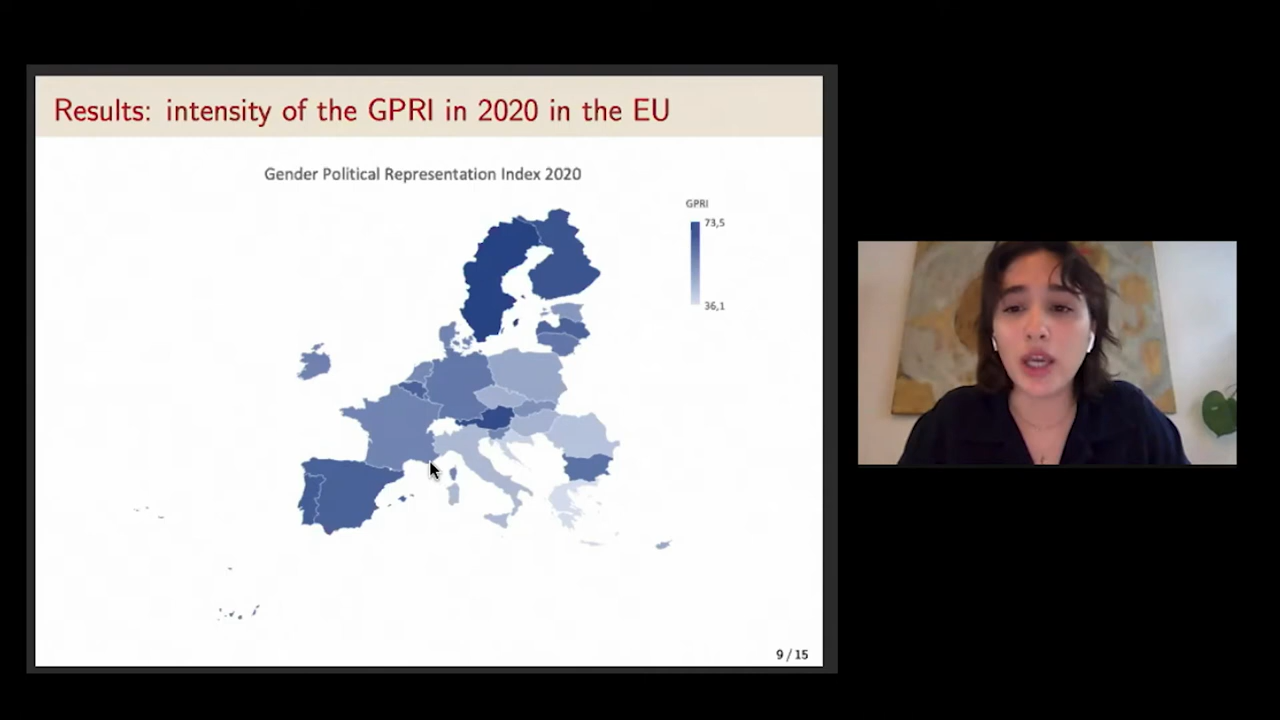 Results: intensity of the GPRI in 2020 in the EU
Gender Political Representation Index 2020
GPRI
73,5
36,1
9 / 15